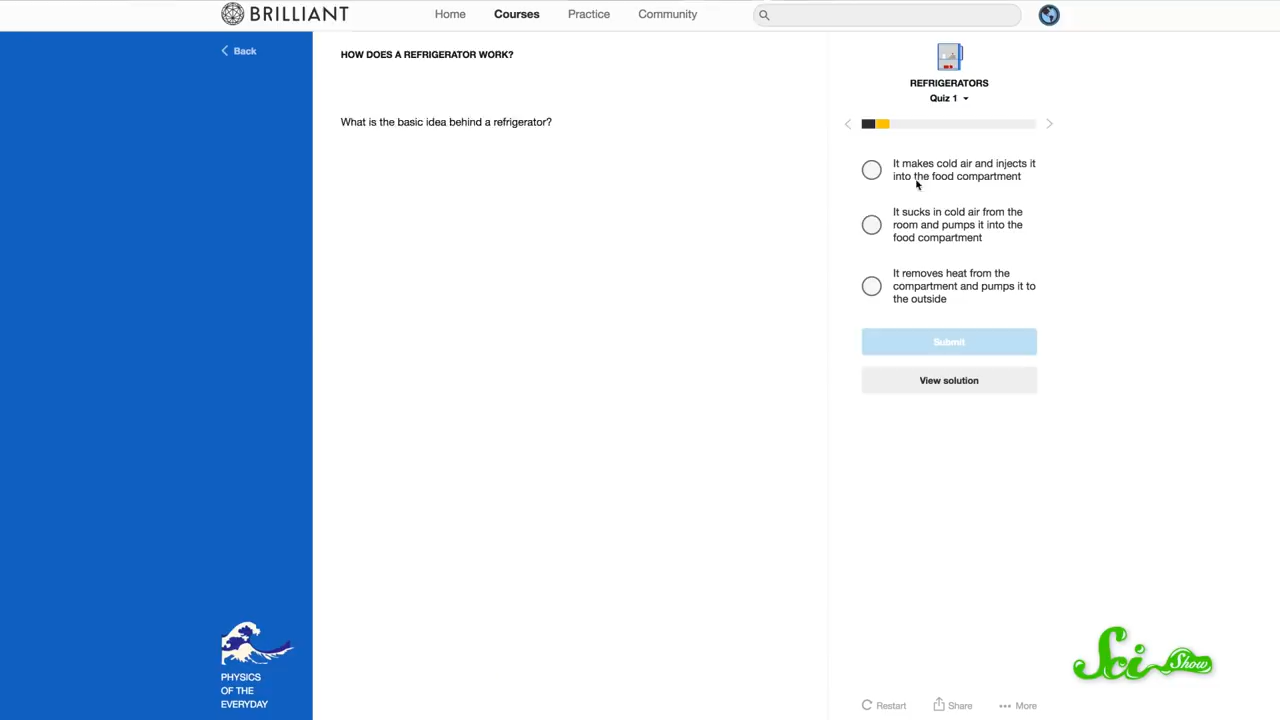 BRILLIANT
Home
Courses
Practice
Community
Back
HOW DOES A REFRIGERATOR WORK?
What is the basic idea behind a refrigerator?
REFRIGERATORS
Quiz 1
It makes cold air and injects it
into the food compartment
It sucks in cold air from the
room and pumps it into the
food compartment
It removes heat from the
compartment and pumps it to
the outside
Submit
View solution
PHYSICS
OF THE
EVERYDAY
Sci Show
Restart
Share
More